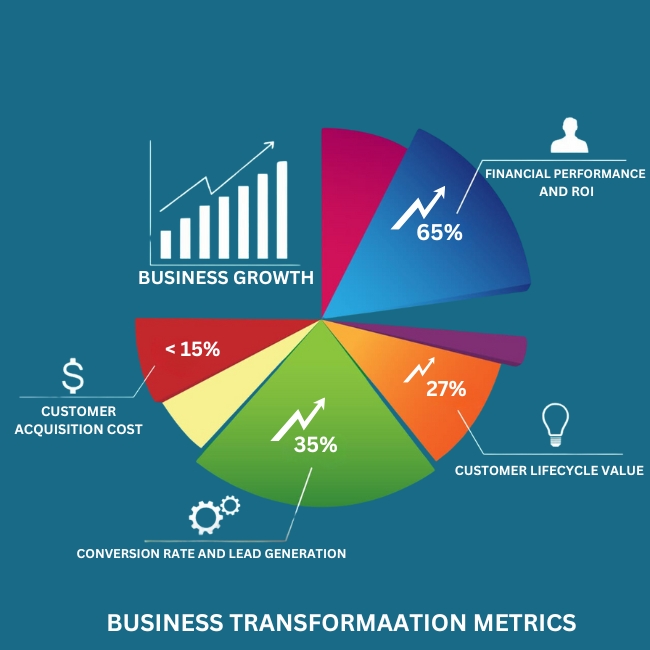 FINANCIAL PERFORMANCE
AND ROI
65%
BUSINESS GROWTH
< 15%
27%
CUSTOMER
ACQUISITION COST
35%
CUSTOMER LIFECYCLE VALUE
CONVERSION RATE AND LEAD GENERATION
BUSINESS TRANSFORMAATION METRICS